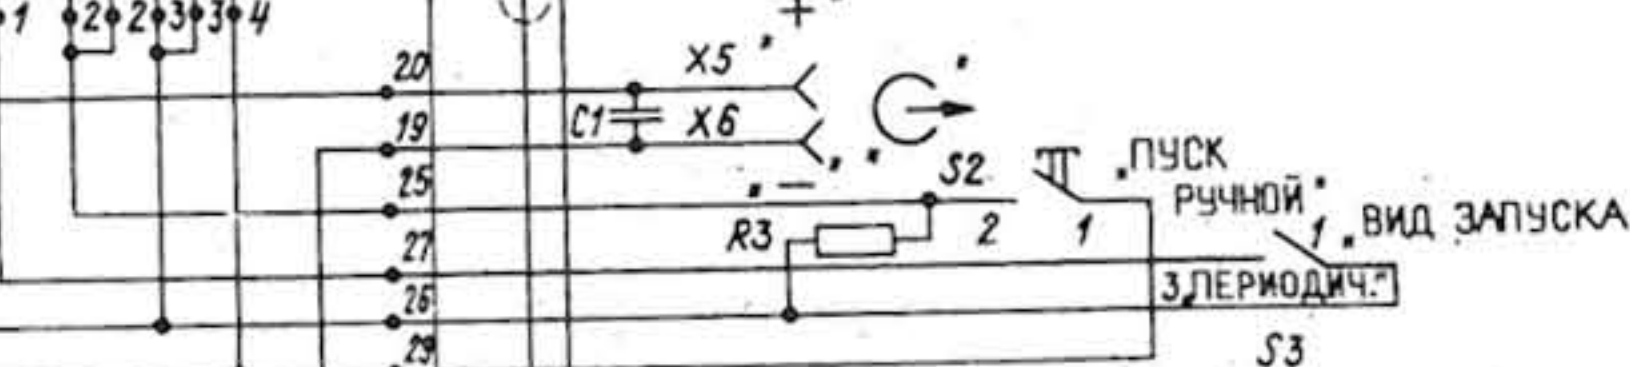 1 2 2 3 3 4
„+"
20
X5
C1
19
X6
25
„—"
S2
„ПУСК
РУЧНОЙ"
R3
2
1
1
„ВИД ЗАПУСКА
27
3 „ПЕРИОДИЧ."
26
29
S3